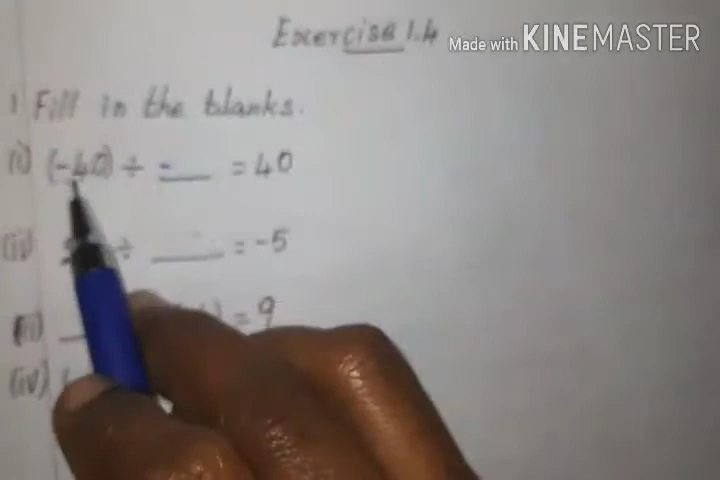 Exercise 1.4
Made with KINEMASTER
1 Fill in the blanks.
(i) (-40) ÷ -___ = 40
(ii) ÷ ___ = -5
(iii) ___ = 9
(iv) (